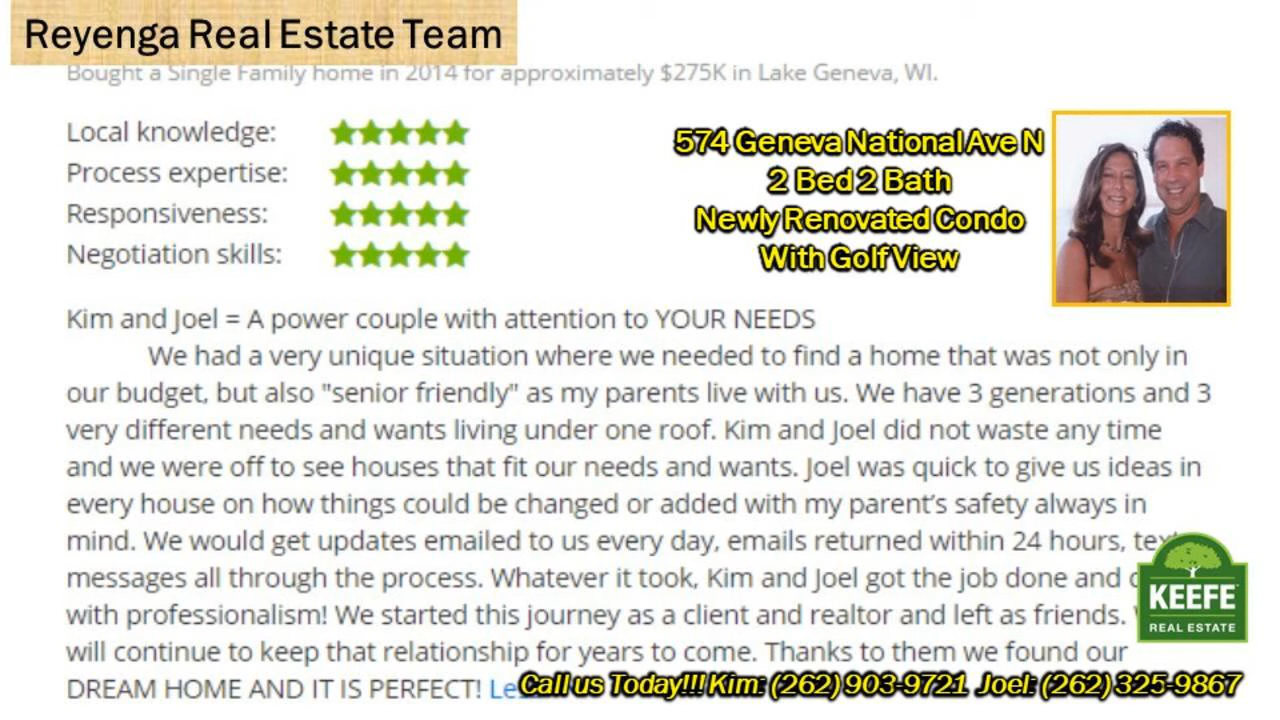 Reyenga Real Estate Team
Bought a Single Family home in 2014 for approximately $275K in Lake Geneva, WI.
Local knowledge:
Process expertise:
Responsiveness:
Negotiation skills:
574 Geneva National Ave N
2 Bed 2 Bath
Newly Renovated Condo
With Golf View
Kim and Joel = A power couple with attention to YOUR NEEDS
We had a very unique situation where we needed to find a home that was not only in
our budget, but also "senior friendly" as my parents live with us. We have 3 generations and 3
very different needs and wants living under one roof. Kim and Joel did not waste any time
and we were off to see houses that fit our needs and wants. Joel was quick to give us ideas in
every house on how things could be changed or added with my parent’s safety always in
mind. We would get updates emailed to us every day, emails returned within 24 hours,
messages all through the process. Whatever it took, Kim and Joel got the job done and
with professionalism! We started this journey as a client and realtor and left as friends.
will continue to keep that relationship for years to come. Thanks to them we found our
DREAM HOME AND IT IS PERFECT!
KEEFE
REAL ESTATE
Call us Today!!! Kim: (262) 903-9721 Joel: (262) 325-9867